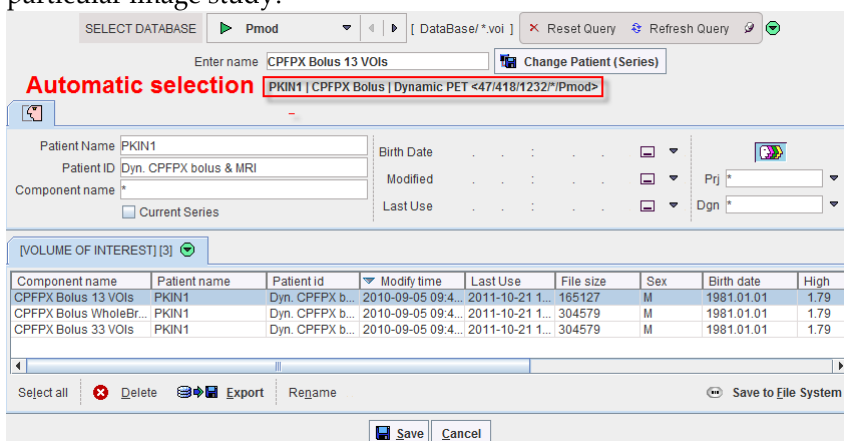 particular image study:
SELECT DATABASE Pmod [ DataBase/ *.voi ] Reset Query Refresh Query
Enter name CPFPX Bolus 13 VOIs Change Patient (Series)
Automatic selection PKIN1 | CPFPX Bolus | Dynamic PET <47/418/1232/*/Pmod>
Patient Name PKIN1 Birth Date . . : . .
Patient ID Dyn. CPFPX bolus & MRI Modified . . : . . Prj *
Component name * Last Use . . : . . Dgn *
Current Series
[VOLUME OF INTEREST] [3]
Component name Patient name Patient id Modify time Last Use File size Sex Birth date High
CPFPX Bolus 13 VOIs PKIN1 Dyn. CPFPX b... 2010-09-05 09:4... 2011-10-21 1... 165127 M 1981.01.01 1.79
CPFPX Bolus WholeBr... PKIN1 Dyn. CPFPX b... 2010-09-05 09:4... 2011-10-21 1... 304579 M 1981.01.01 1.79
CPFPX Bolus 33 VOIs PKIN1 Dyn. CPFPX b... 2010-09-05 09:4... 2011-10-21 1... 304579 M 1981.01.01 1.79
Select all Delete Export Rename Save to File System
Save Cancel